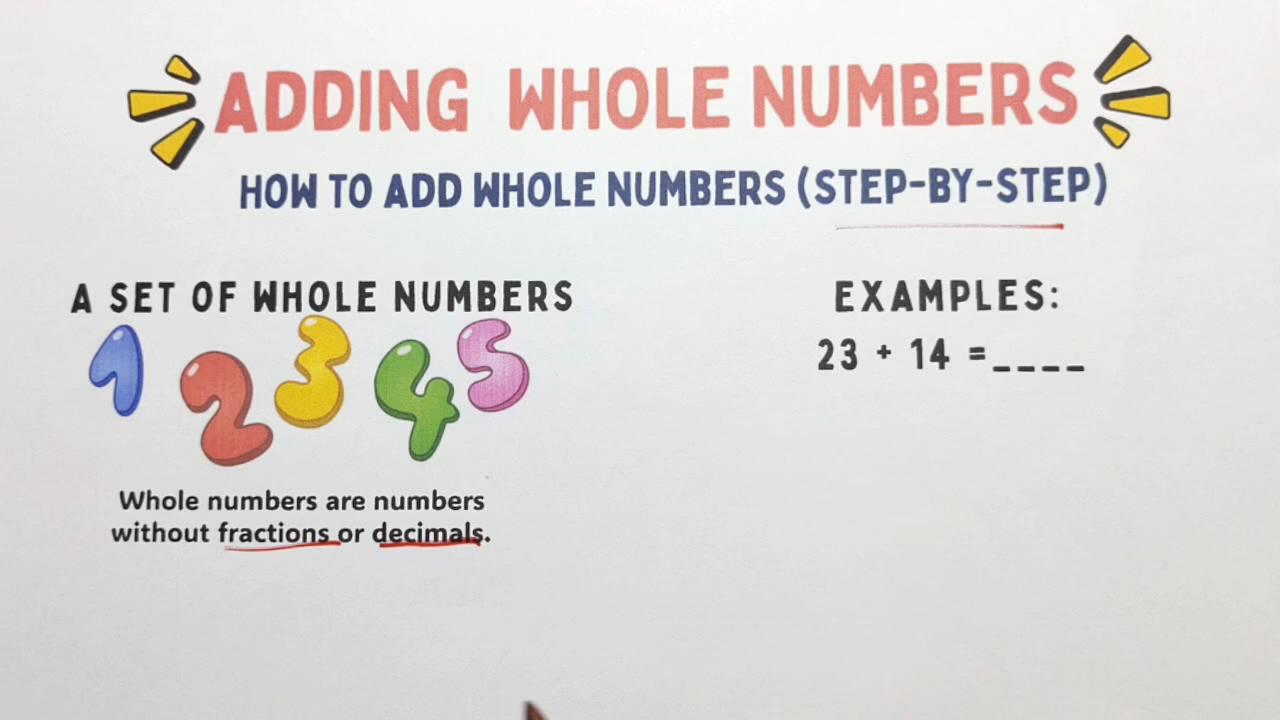 ADDING WHOLE NUMBERS
HOW TO ADD WHOLE NUMBERS (STEP-BY-STEP)
A SET OF WHOLE NUMBERS
1 2 3 4 5
Whole numbers are numbers
without fractions or decimals.
EXAMPLES:
23 + 14 =____